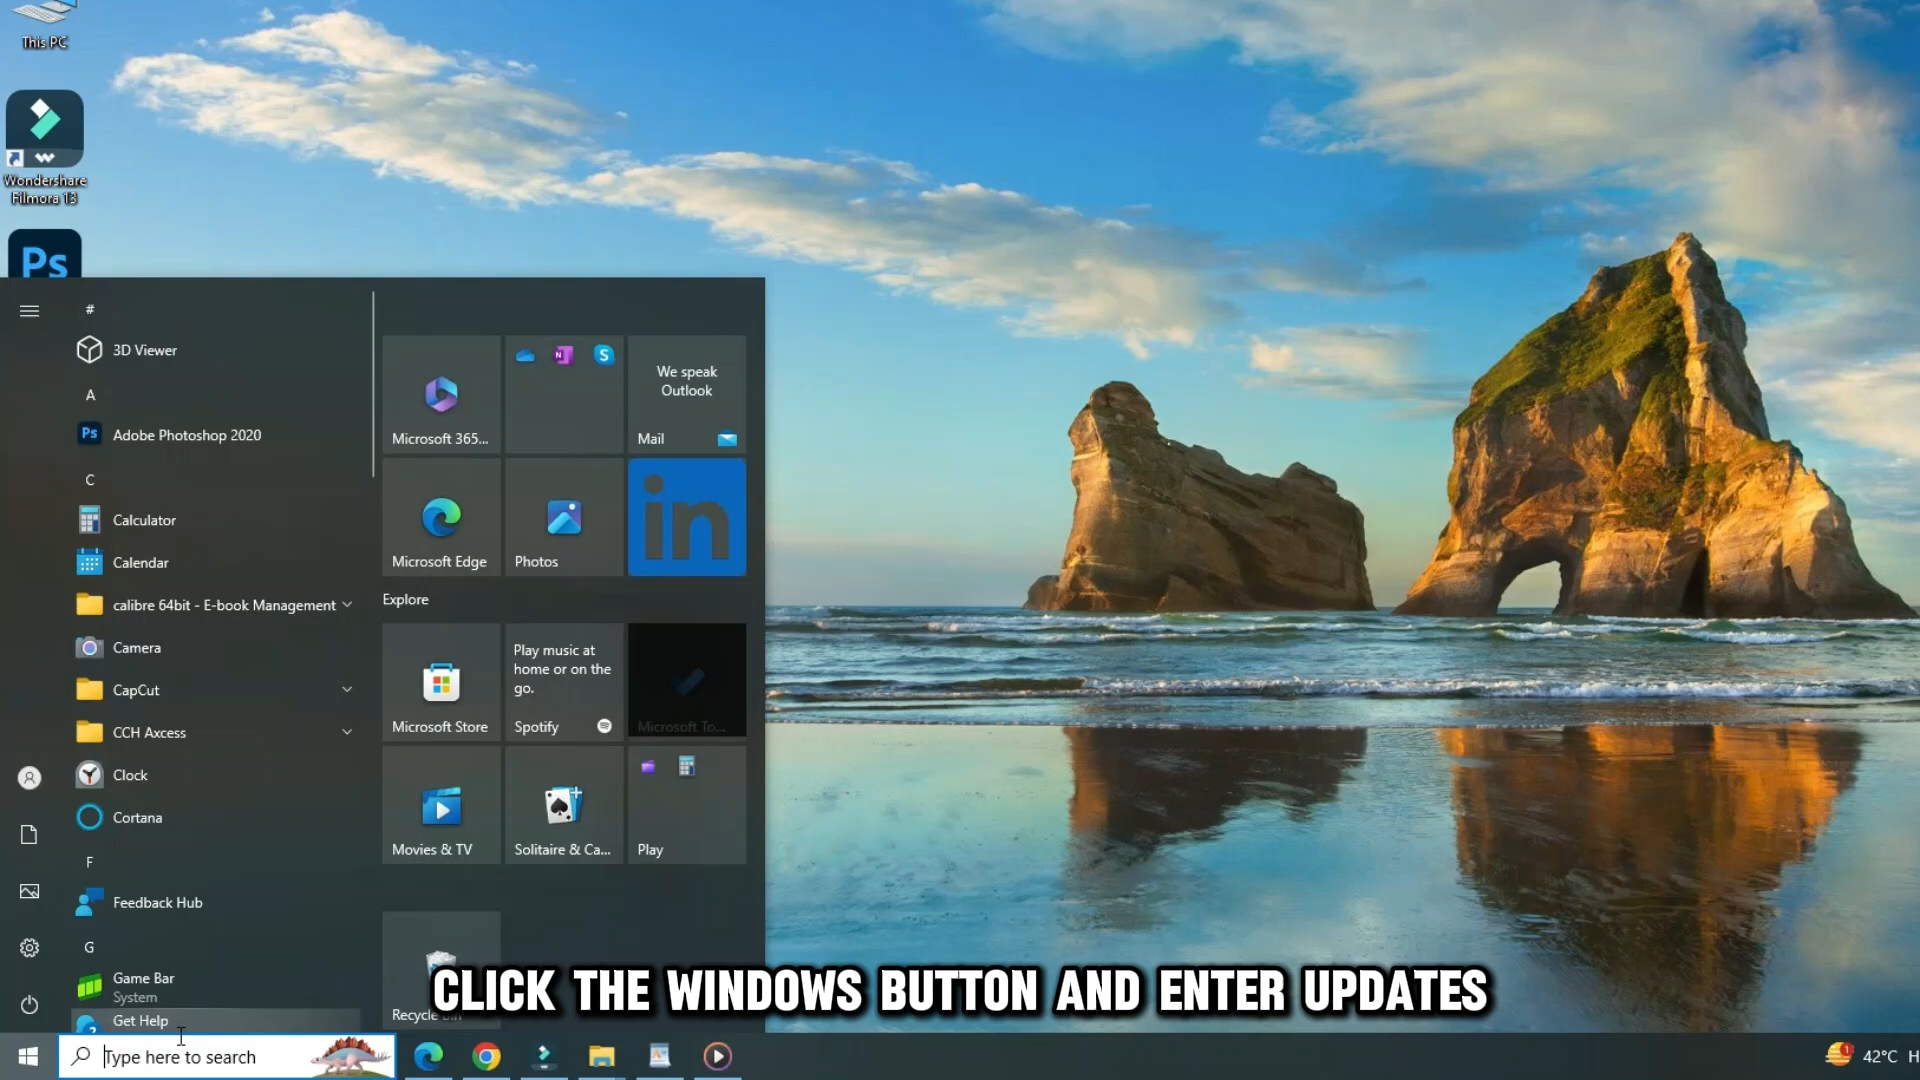 This PC
Wondershare
Filmora 13
Ps
#
3D Viewer
A
Ps
Adobe Photoshop 2020
C
Calculator
Calendar
calibre 64bit - E-book Management
Camera
CapCut
CCH Axcess
Clock
Cortana
F
Feedback Hub
G
Game Bar
System
Get Help
Microsoft 365...
N
S
We speak
Outlook
Mail
Microsoft Edge
Photos
in
Explore
Microsoft Store
Play music at
home or on the
go.
Spotify
Microsoft To...
Movies & TV
Solitaire & Ca...
Play
Recycle Bin
CLICK THE WINDOWS BUTTON AND ENTER UPDATES
Type here to search
1
42°C H